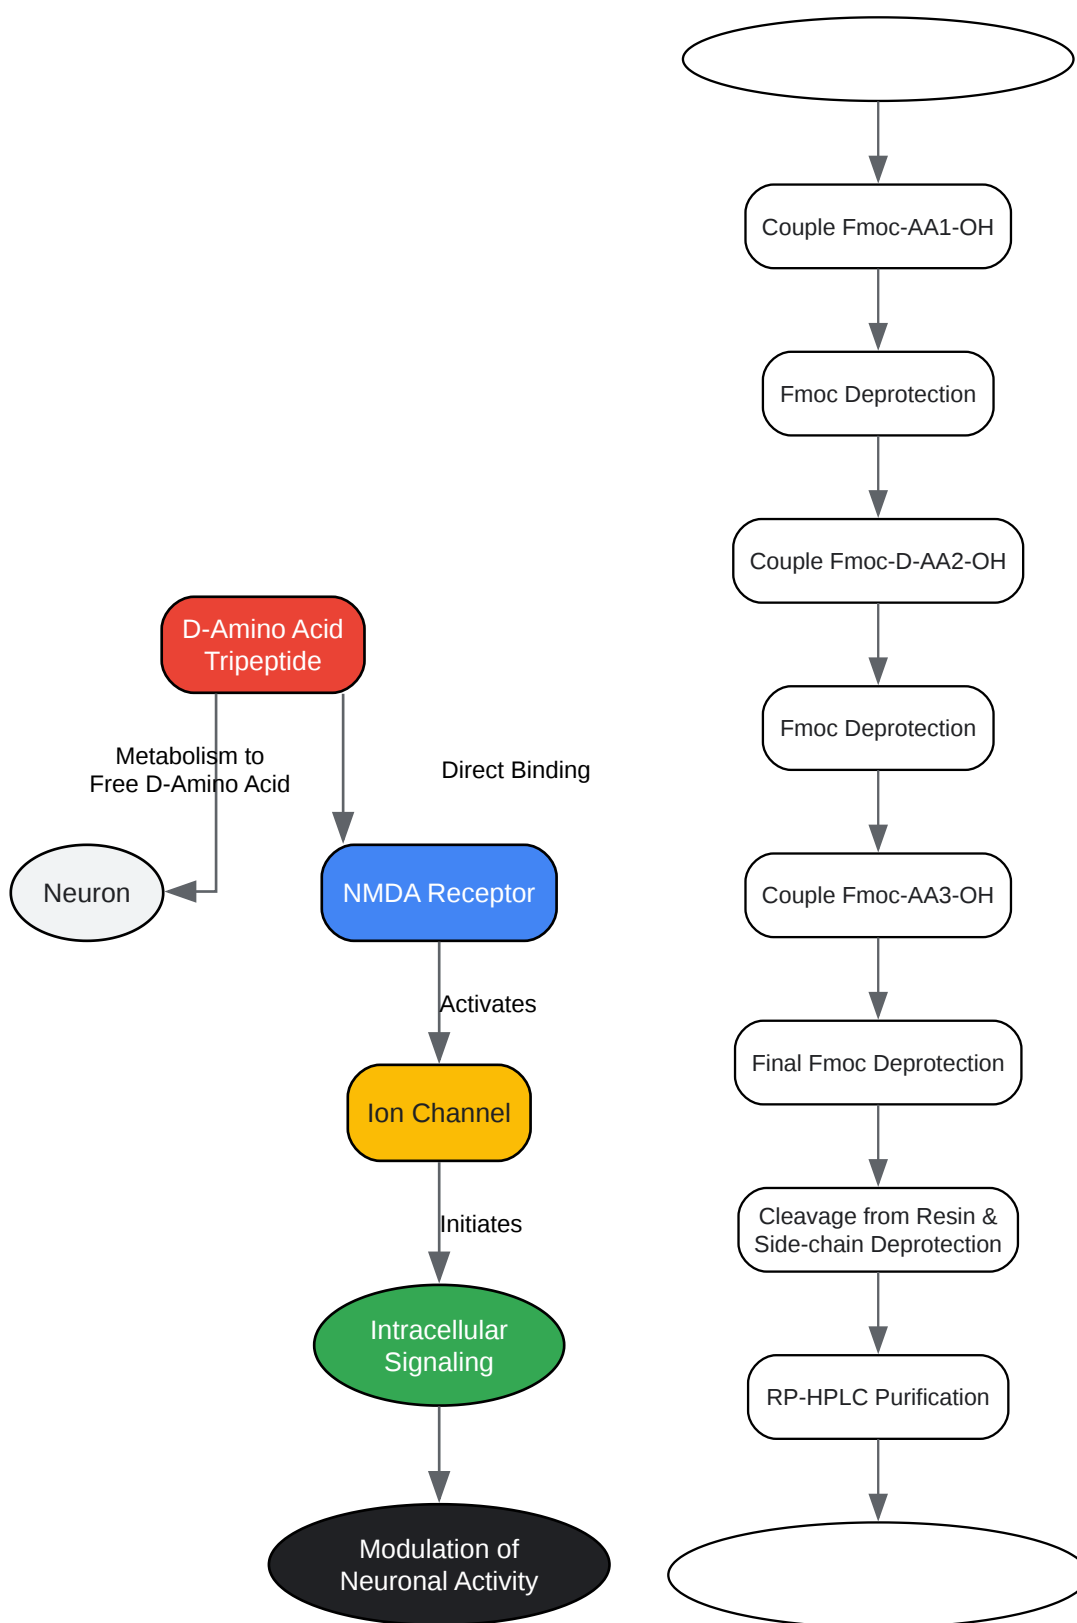 D-Amino Acid
Tripeptide
Metabolism to
Free D-Amino Acid
Direct Binding
Neuron
NMDA Receptor
Activates
Ion Channel
Initiates
Intracellular
Signaling
Modulation of
Neuronal Activity
Couple Fmoc-AA1-OH
Fmoc Deprotection
Couple Fmoc-D-AA2-OH
Fmoc Deprotection
Couple Fmoc-AA3-OH
Final Fmoc Deprotection
Cleavage from Resin &
Side-chain Deprotection
RP-HPLC Purification